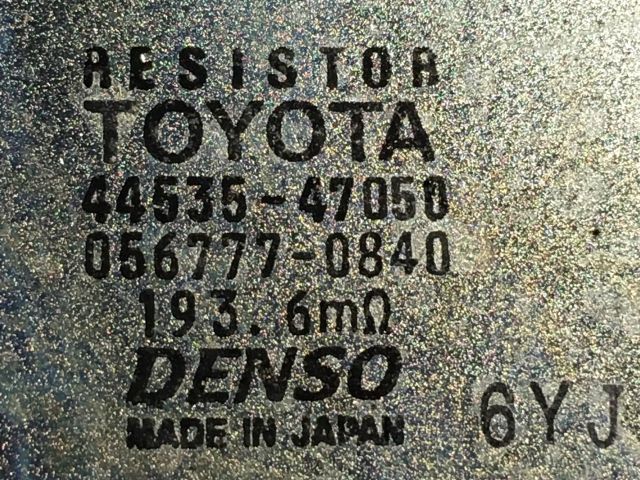 RESISTOR
TOYOTA
44535-47050
056777-0840
193.6mΩ
DENSO
MADE IN JAPAN
6YJ